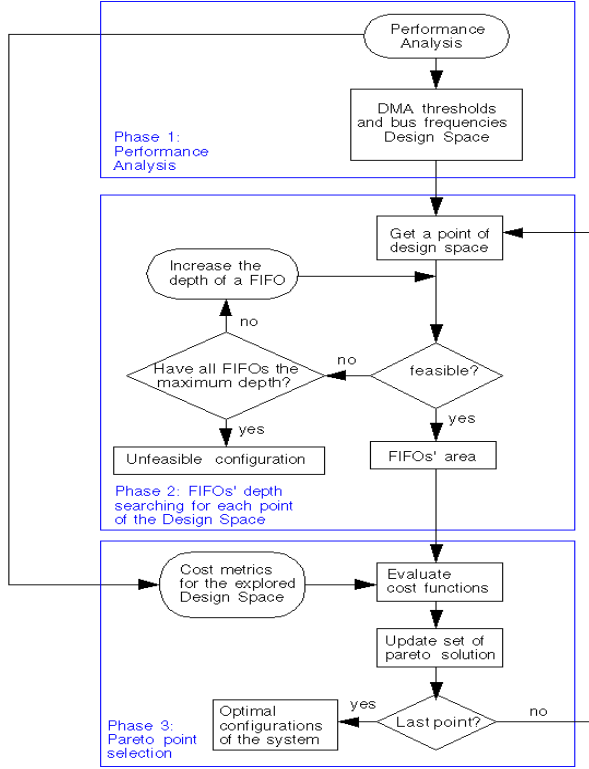 Performance
Analysis
DMA thresholds
and bus frequencies
Design Space
Phase 1:
Performance
Analysis
Get a point of
design space
Increase the
depth of a FIFO
no
Have all FIFOs the
maximum depth?
no
feasible?
yes
yes
Unfeasible configuration
FIFOs' area
Phase 2: FIFOs' depth
searching for each point
of the Design Space
Cost metrics
for the explored
Design Space
Evaluate
cost functions
Update set of
pareto solution
yes
Last point?
no
Optimal
configurations
of the system
Phase 3:
Pareto point
selection